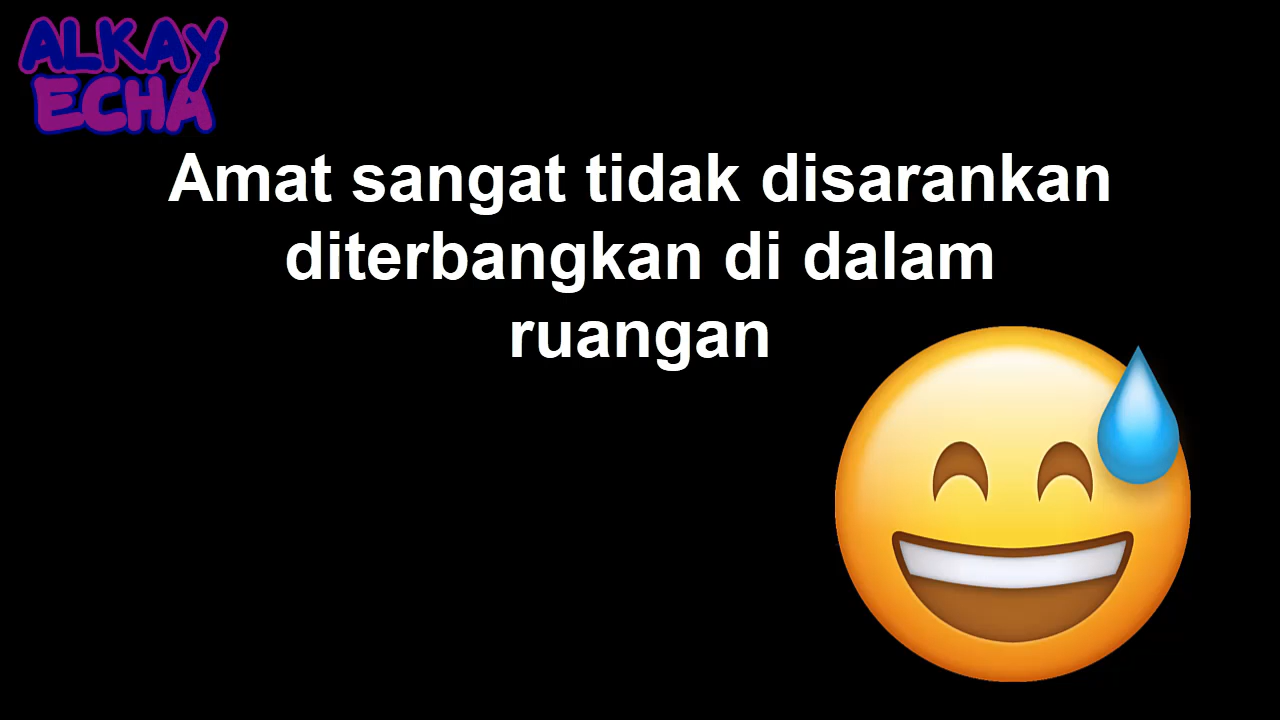 ALKAY
ECHA
Amat sangat tidak disarankan
diterbangkan di dalam
ruangan